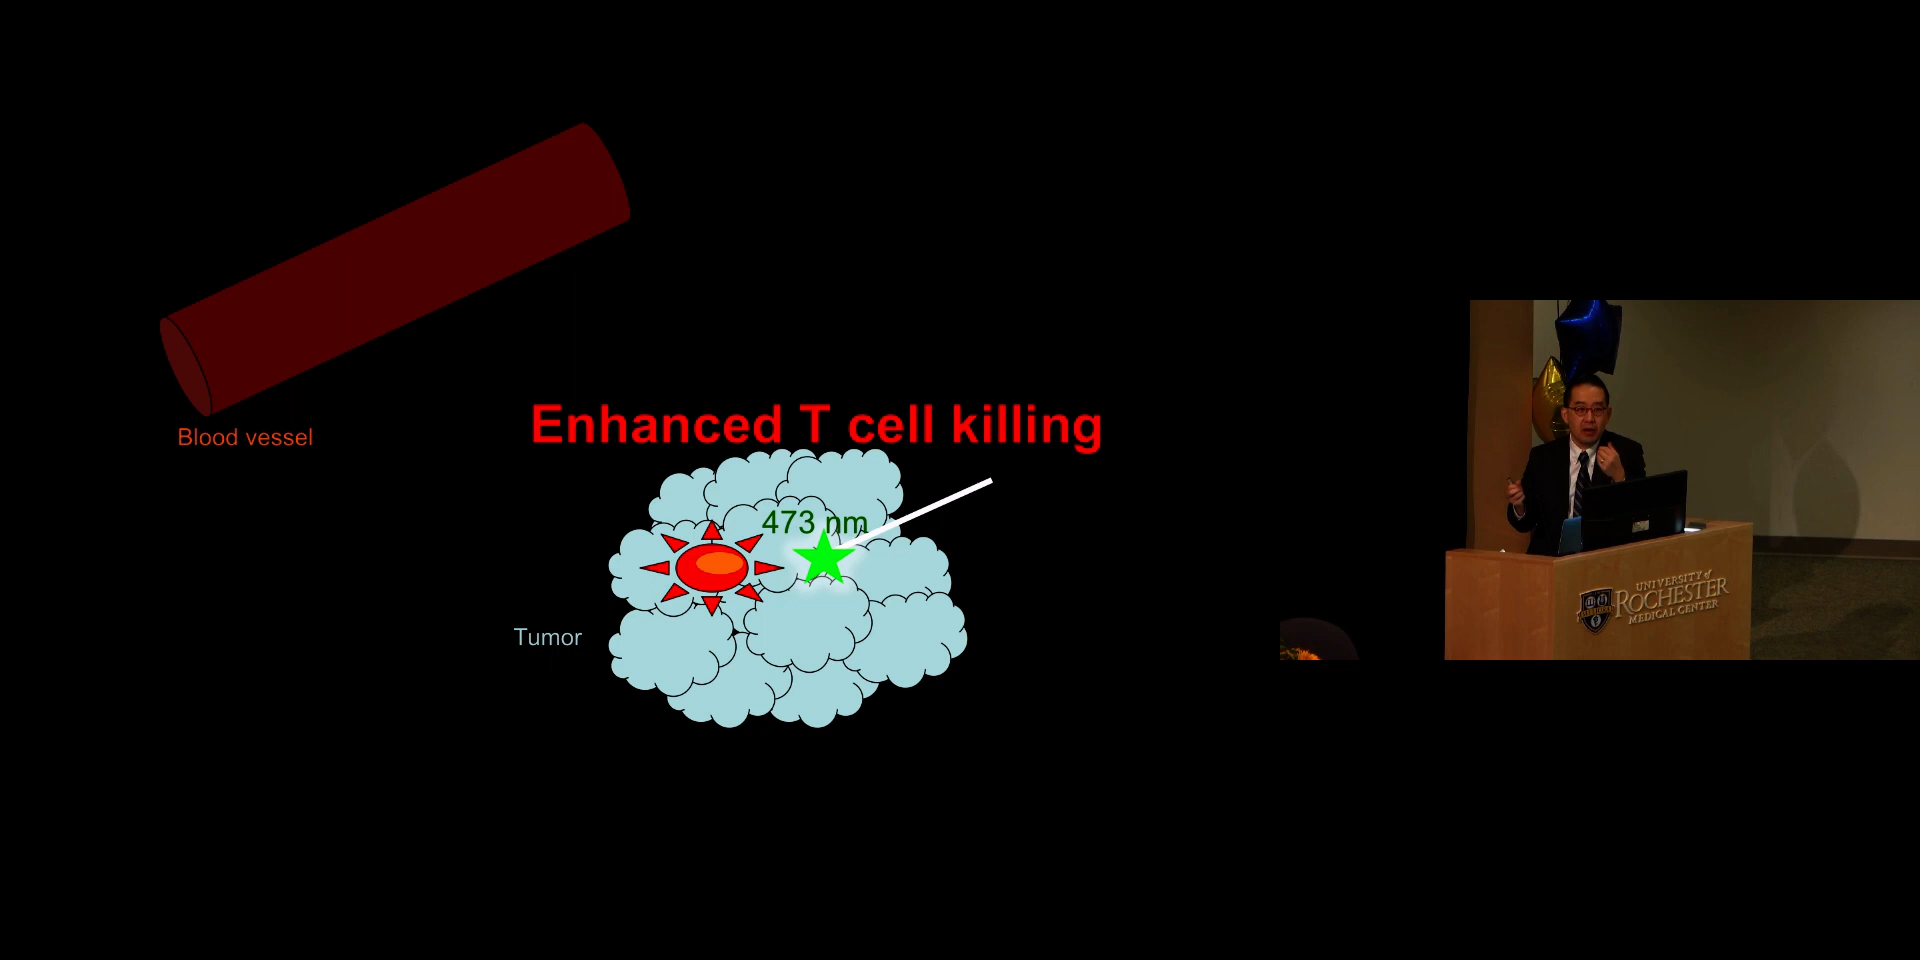 Blood vessel
Enhanced T cell killing
473 nm
Tumor
UNIVERSITY of
ROCHESTER
MEDICAL CENTER